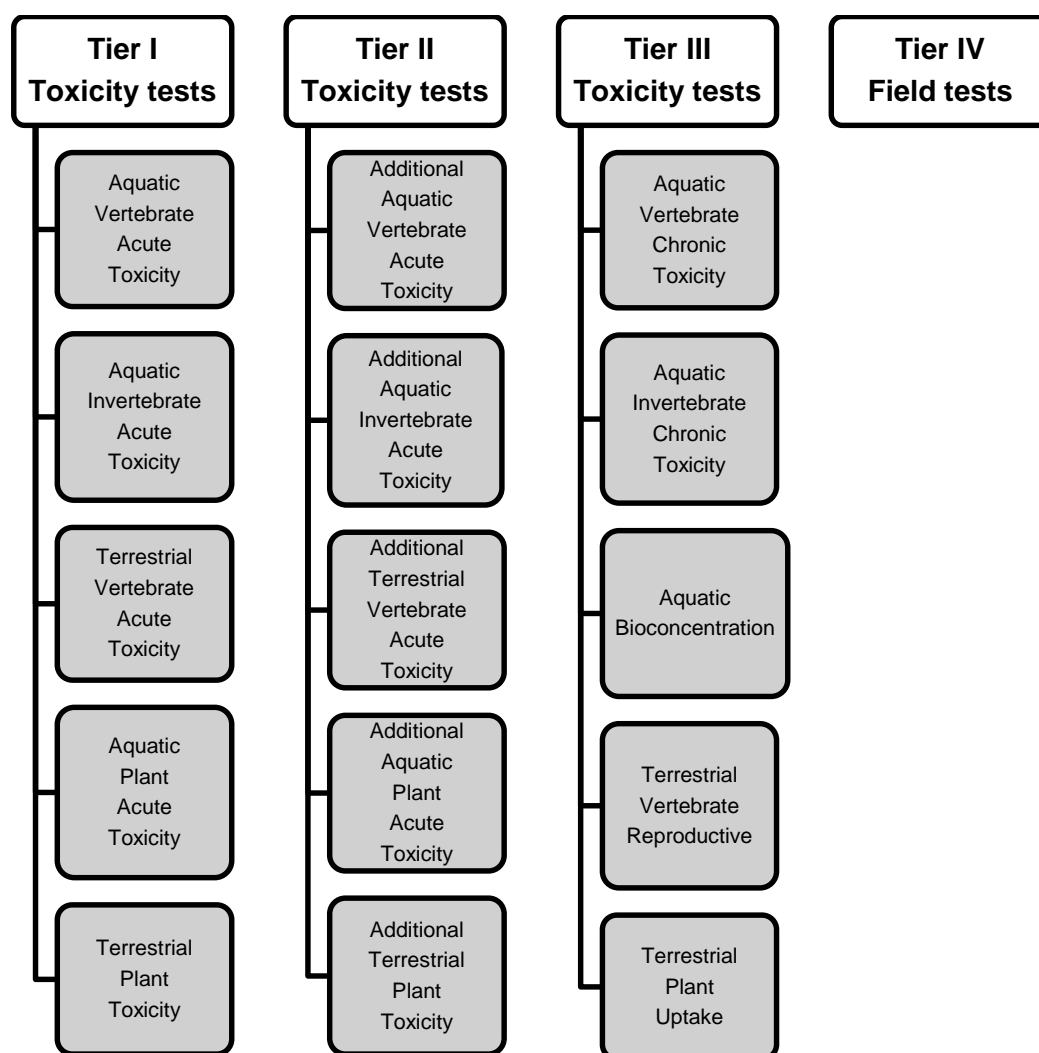 Tier I
Toxicity tests
Aquatic
Vertebrate
Acute
Toxicity
Aquatic
Invertebrate
Acute
Toxicity
Terrestrial
Vertebrate
Acute
Toxicity
Aquatic
Plant
Acute
Toxicity
Terrestrial
Plant
Toxicity
Tier II
Toxicity tests
Additional
Aquatic
Vertebrate
Acute
Toxicity
Additional
Aquatic
Invertebrate
Acute
Toxicity
Additional
Terrestrial
Vertebrate
Acute
Toxicity
Additional
Aquatic
Plant
Acute
Toxicity
Additional
Terrestrial
Plant
Toxicity
Tier III
Toxicity tests
Aquatic
Vertebrate
Chronic
Toxicity
Aquatic
Invertebrate
Chronic
Toxicity
Aquatic
Bioconcentration
Terrestrial
Vertebrate
Reproductive
Terrestrial
Plant
Uptake
Tier IV
Field tests